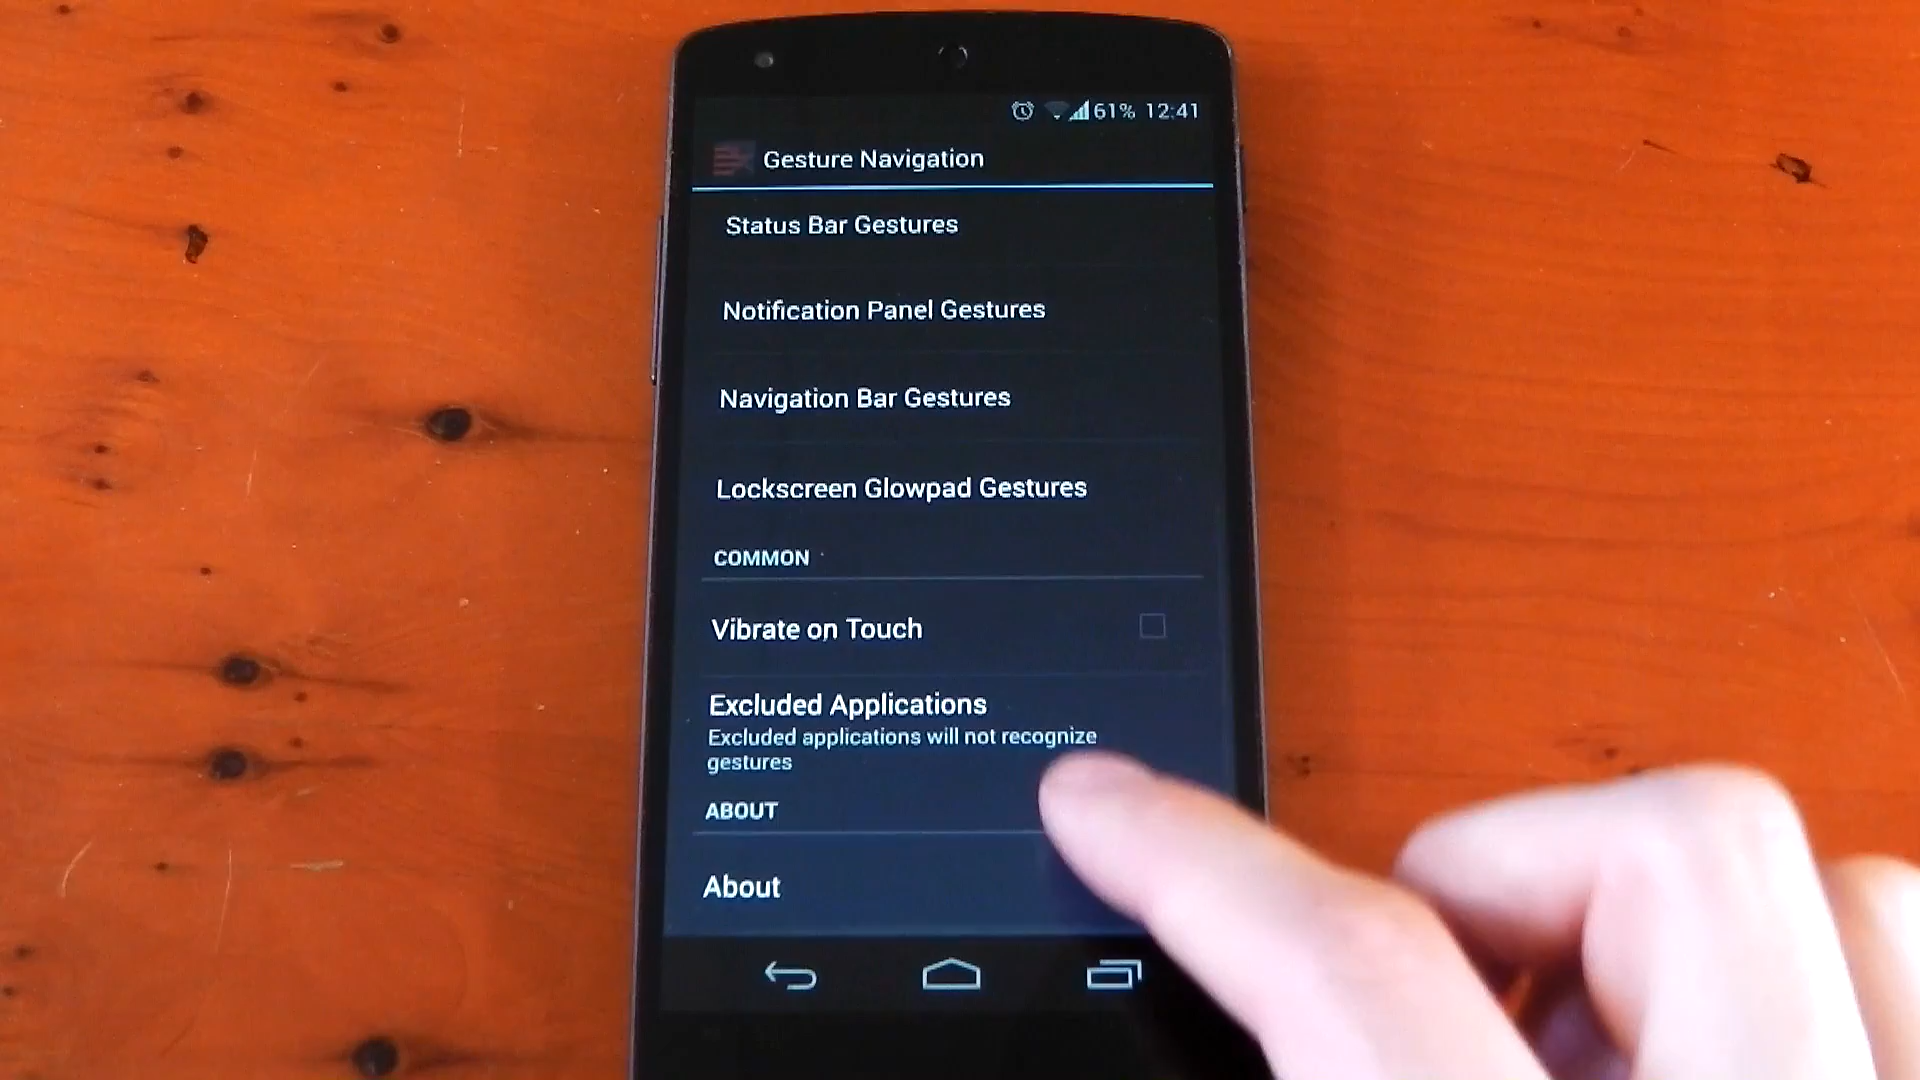 61% 12:41
Gesture Navigation
Status Bar Gestures
Notification Panel Gestures
Navigation Bar Gestures
Lockscreen Glowpad Gestures
COMMON
Vibrate on Touch
Excluded Applications
Excluded applications will not recognize
gestures
ABOUT
About